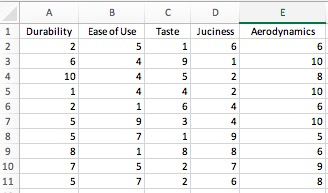 A B C D E
1 Durability Ease of Use Taste Juciness Aerodynamics
2 2 5 1 6 6
3 6 4 9 1 10
4 10 4 5 2 8
5 1 4 4 2 10
6 2 1 6 4 6
7 5 9 3 4 10
8 5 7 1 9 5
9 8 1 8 8 6
10 7 5 2 7 9
11 5 7 2 6 8